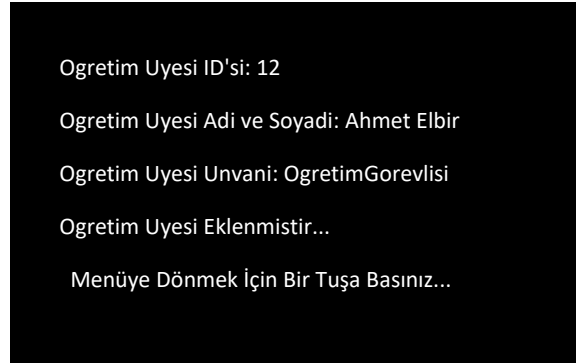 Ogretim Uyesi ID'si: 12
Ogretim Uyesi Adi ve Soyadi: Ahmet Elbir
Ogretim Uyesi Unvani: OgretimGorevlisi
Ogretim Uyesi Eklenmistir...
Menüye Dönmek İçin Bir Tuşa Basınız...